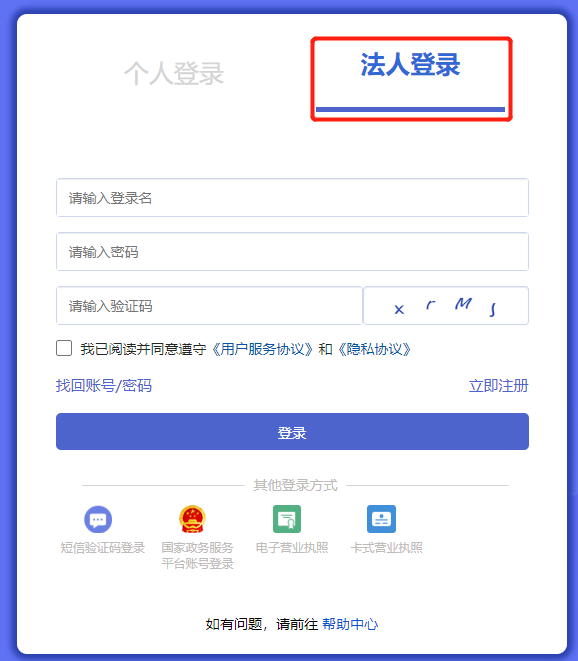 个人登录 法人登录
请输入登录名
请输入密码
请输入验证码 x r M s
我已阅读并同意遵守《用户服务协议》和《隐私协议》
找回账号/密码 立即注册
登录
其他登录方式
短信验证码登录 国家政务服务 电子营业执照 卡式营业执照
平台账号登录
如有问题，请前往 帮助中心